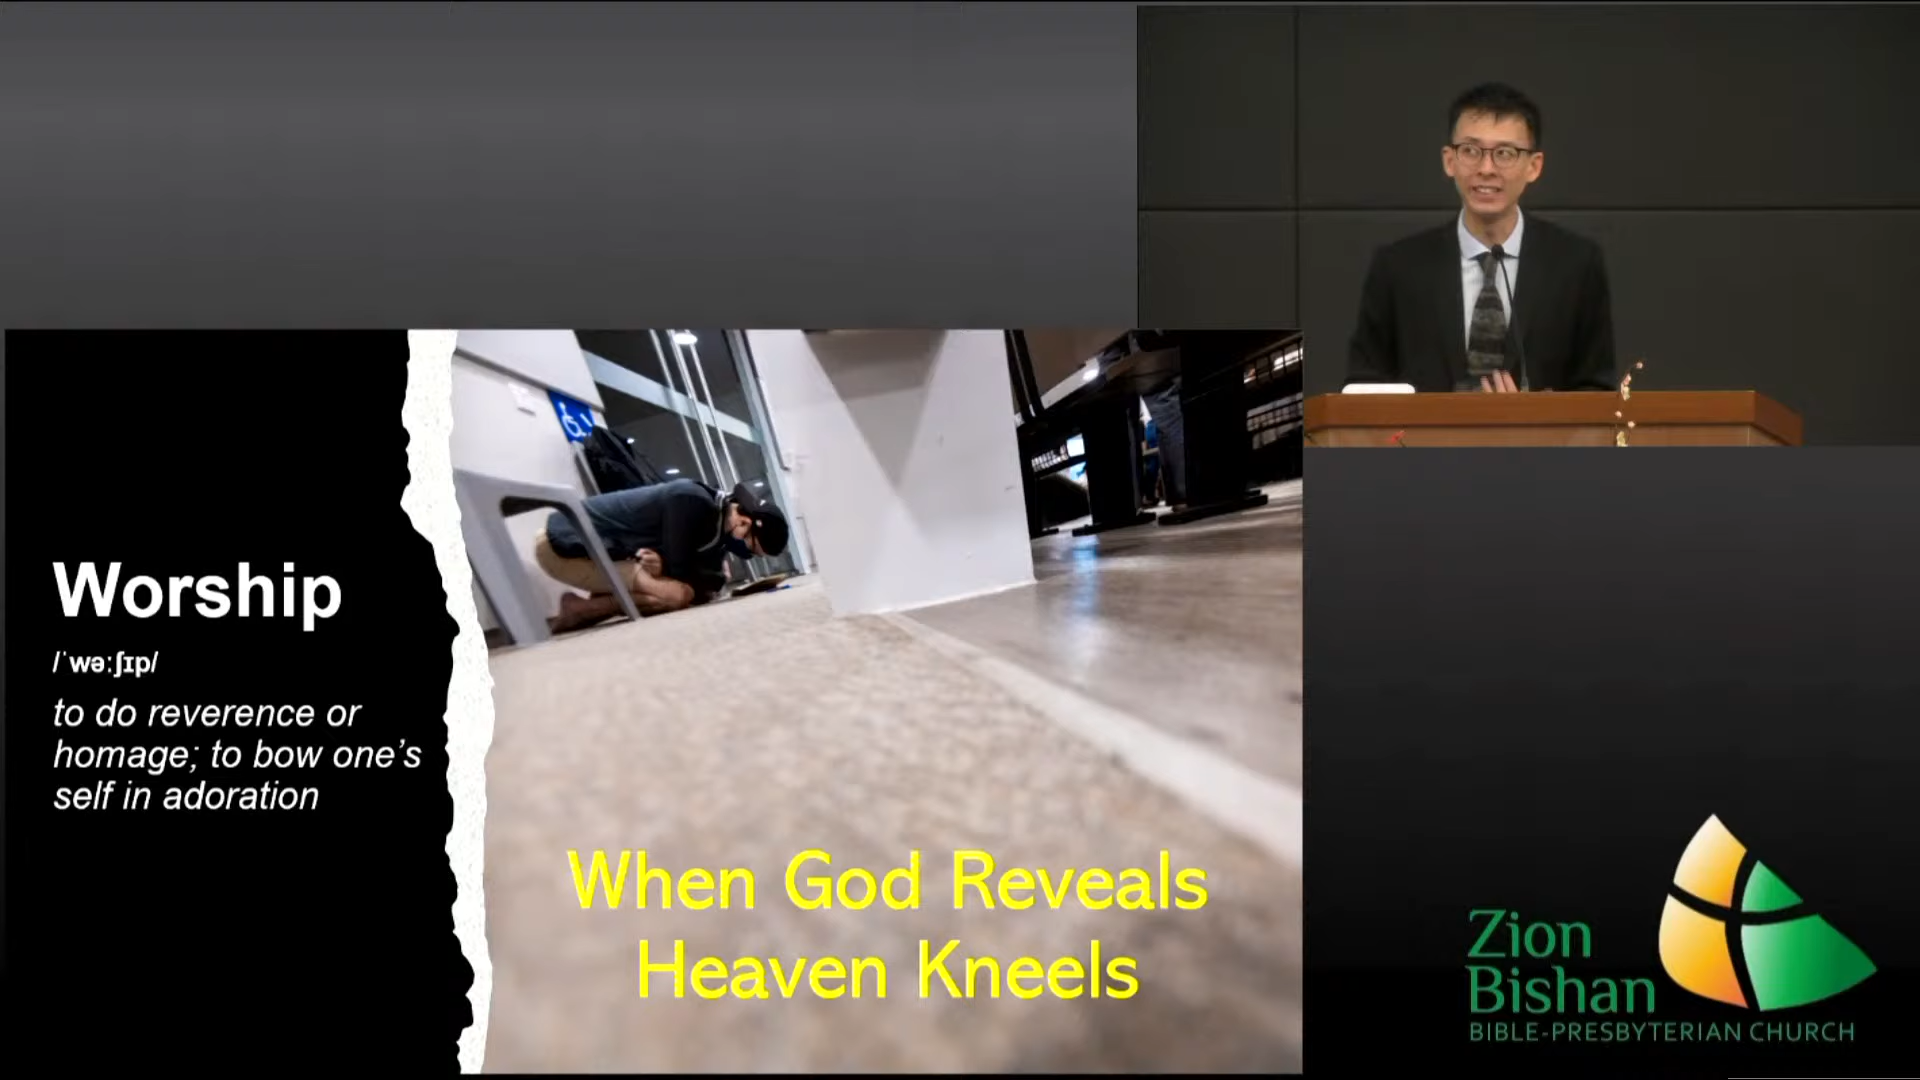 Worship
/ˈwəːʃɪp/
to do reverence or
homage; to bow one’s
self in adoration
When God Reveals
Heaven Kneels
Zion
Bishan
BIBLE-PRESBYTERIAN CHURCH